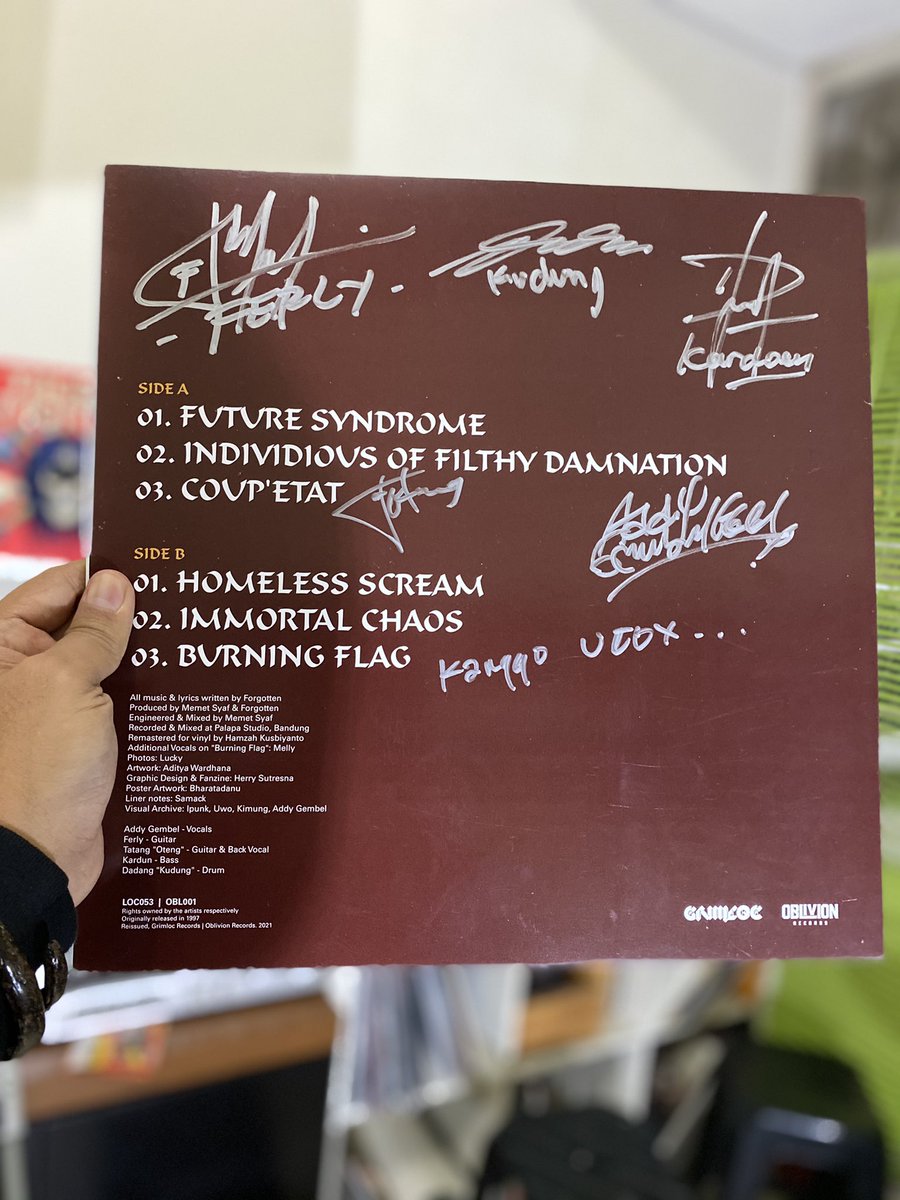 FERLY
Kudung
Kardoen
SIDE A
01. FUTURE SYNDROME
02. INDIVIDIOUS OF FILTHY DAMNATION
03. COUP'ETAT
ADDY
SIDE B
01. HOMELESS SCREAM
02. IMMORTAL CHAOS
03. BURNING FLAG
All music & lyrics written by Forgotten
Produced by Memet Syaf & Forgotten
Engineered & Mixed by Memet Syaf
Recorded & Mixed at Palapa Studio, Bandung
Remastered for vinyl by Hamzah Kusbiyanto
Additional Vocals on "Burning Flag": Melly
Photos: Lucky
Artwork: Aditya Wardhana
Graphic Design & Fanzine: Herry Sutresna
Poster Artwork: Bharatadanu
Liner notes: Samack
Visual Archive: Ipunk, Uwo, Kimung, Addy Gembel
Addy Gembel - Vocals
Ferly - Guitar
Tatang "Oteng" - Guitar & Back Vocal
Kardun - Bass
Dadang "Kudung" - Drum
LOC053 | OBL001
Rights owned by the artists respectively
Originally released in 1997
Reissued, Grimloc Records | Oblivion Records. 2021
GRIMLOC
OBLIVION
RECORDS